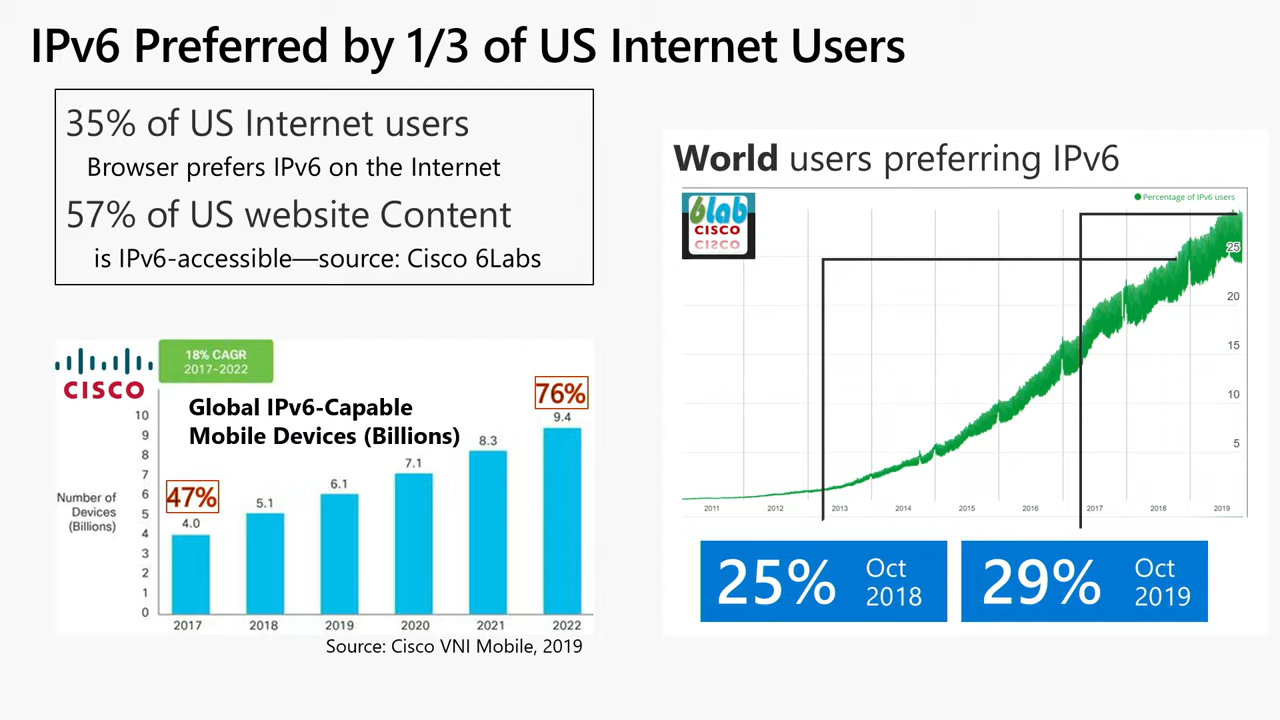 IPv6 Preferred by 1/3 of US Internet Users
35% of US Internet users
Browser prefers IPv6 on the Internet
57% of US website Content
is IPv6-accessible—source: Cisco 6Labs
World users preferring IPv6
6lab
CISCO
Percentage of IPv6 users
25
20
15
10
5
2011 2012 2013 2014 2015 2016 2017 2018 2019
25% Oct 2018
29% Oct 2019
CISCO
18% CAGR
2017-2022
Global IPv6-Capable
Mobile Devices (Billions)
Number of
Devices
(Billions)
10
9
8
7
6
5
4
3
2
1
0
47%
76%
4.0 5.1 6.1 7.1 8.3 9.4
2017 2018 2019 2020 2021 2022
Source: Cisco VNI Mobile, 2019